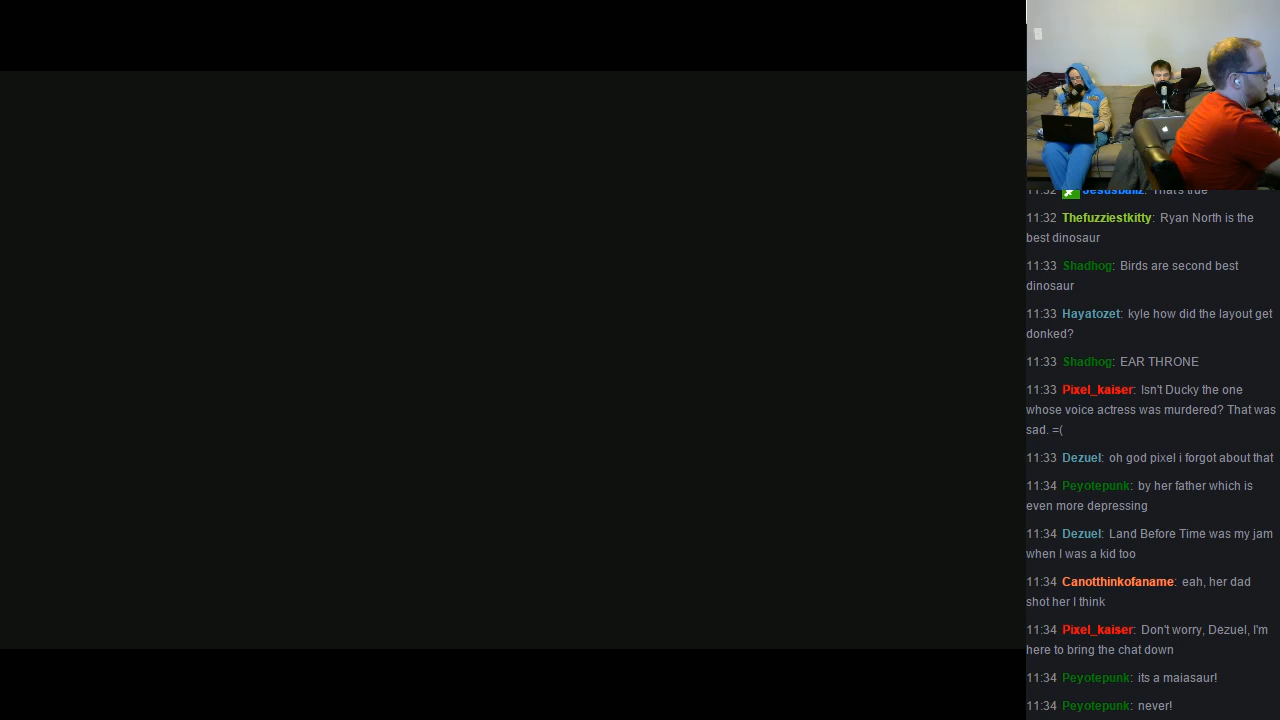 11:32 Jesusballz: That's true
11:32 Thefuzziestkitty: Ryan North is the
best dinosaur
11:33 Shadhog: Birds are second best
dinosaur
11:33 Hayatozet: kyle how did the layout get
donked?
11:33 Shadhog: EAR THRONE
11:33 Pixel_kaiser: Isn't Ducky the one
whose voice actress was murdered? That was
sad. =(
11:33 Dezuel: oh god pixel i forgot about that
11:34 Peyotepunk: by her father which is
even more depressing
11:34 Dezuel: Land Before Time was my jam
when I was a kid too
11:34 Canotthinkofaname: eah, her dad
shot her I think
11:34 Pixel_kaiser: Don't worry, Dezuel, I'm
here to bring the chat down
11:34 Peyotepunk: its a maiasaur!
11:34 Peyotepunk: never!